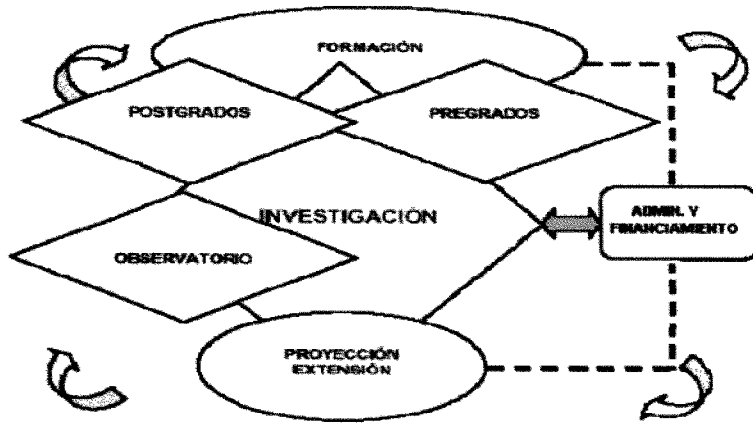 FORMACIÓN
POSTGRADOS
PREGRADOS
INVESTIGACIÓN
ADMIN. Y
FINANCIAMIENTO
OBSERVATORIO
PROYECCIÓN
EXTENSIÓN